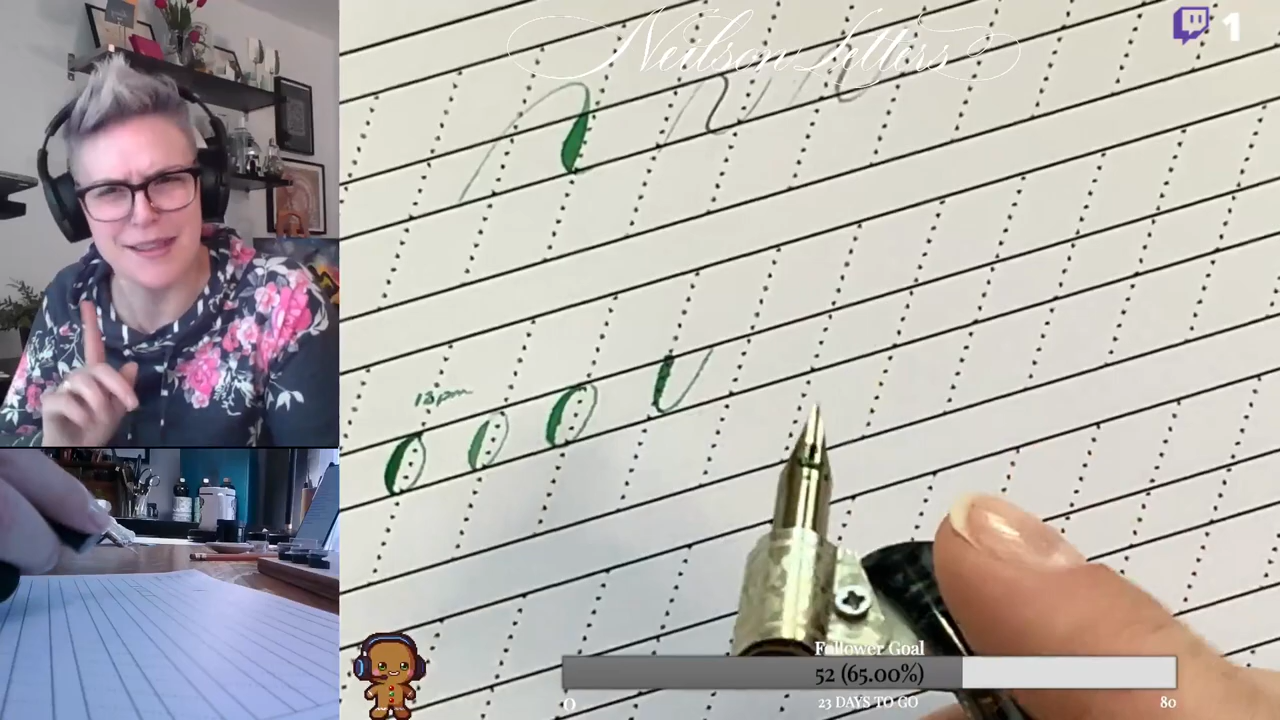 Neilson Letters
1
13pm
Follower Goal
52 (65.00%)
0
23 DAYS TO GO
80